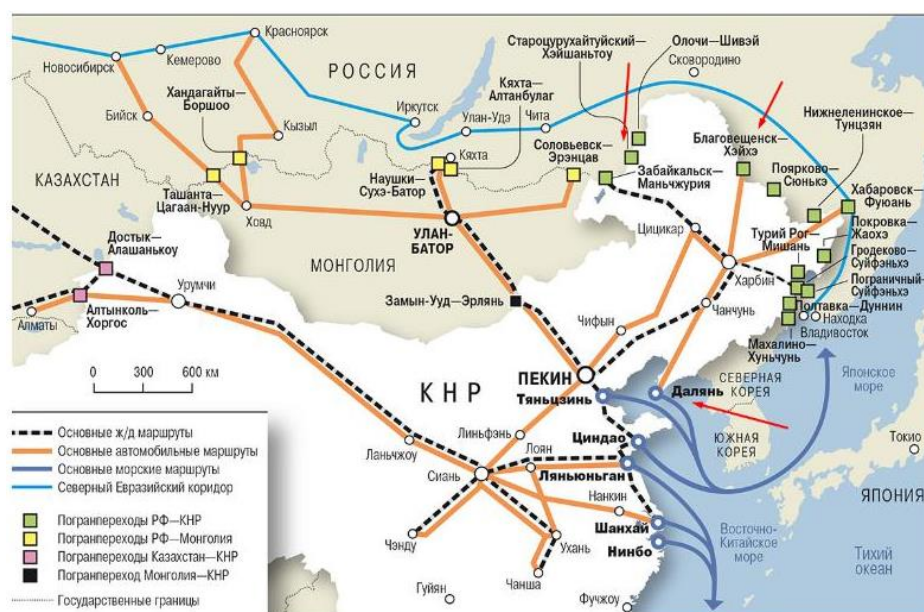 Красноярск
Новосибирск
Кемерово
РОССИЯ
Староцурухайтуйский-
Хэйшаньтоу
Олочи—Шивэй
Сковородино
Хандагайты—
Боршоо
Кяхта—
Алтанбулаг
Нижнеленинское—
Тунцзян
Бийск
Кызыл
Иркутск
Улан-Удэ
Чита
Соловьевск—
Эрэнцав
Благовещенск-
Хэйхэ
Поярково—
Сюнькэ
КАЗАХСТАН
Ташанта—
Цагаан-Нуур
Кяхта
Наушки—
Сухэ-Батор
Забайкальск—
Маньчжурия
Хабаровск—
Фуюань
Ховд
УЛАН-
БАТОР
Цицикар
Турий Рог—
Мишань
Покровка—
Жаохэ
Достык—
Алашанькоу
МОНГОЛИЯ
Гродеково—
Суйфэньхэ
Урумчи
Замын-Ууд—Эрлянь
Харбин
Пограничный—
Суйфэньхэ
Алматы
Алтынколь—
Хоргос
Чифын
Чанчунь
Полтавка—Дуннин
Находка
Владивосток
Махалино—
Хуньчунь
0 300 600 км
КНР
ПЕКИН
Тяньцзинь
Далянь
СЕВЕРНАЯ
КОРЕЯ
Японское
море
Основные ж/д маршруты
Основные автомобильные маршруты
Основные морские маршруты
Северный Евразийский коридор
Ланьчжоу
Линьфэнь
Циндао
ЮЖНАЯ
КОРЕЯ
Токио
Сиань
Лоян
Ляньюньган
ЯПОНИЯ
Погранпереходы РФ—КНР
Погранпереходы РФ—Монголия
Погранпереходы Казахстан—КНР
Погранпереход Монголия—КНР
Государственные границы
Нанкин
Шанхай
Нинбо
Восточно-
Китайское
море
Тихий
океан
Чэнду
Ухань
Чанша
Гуйян
Фучжоу